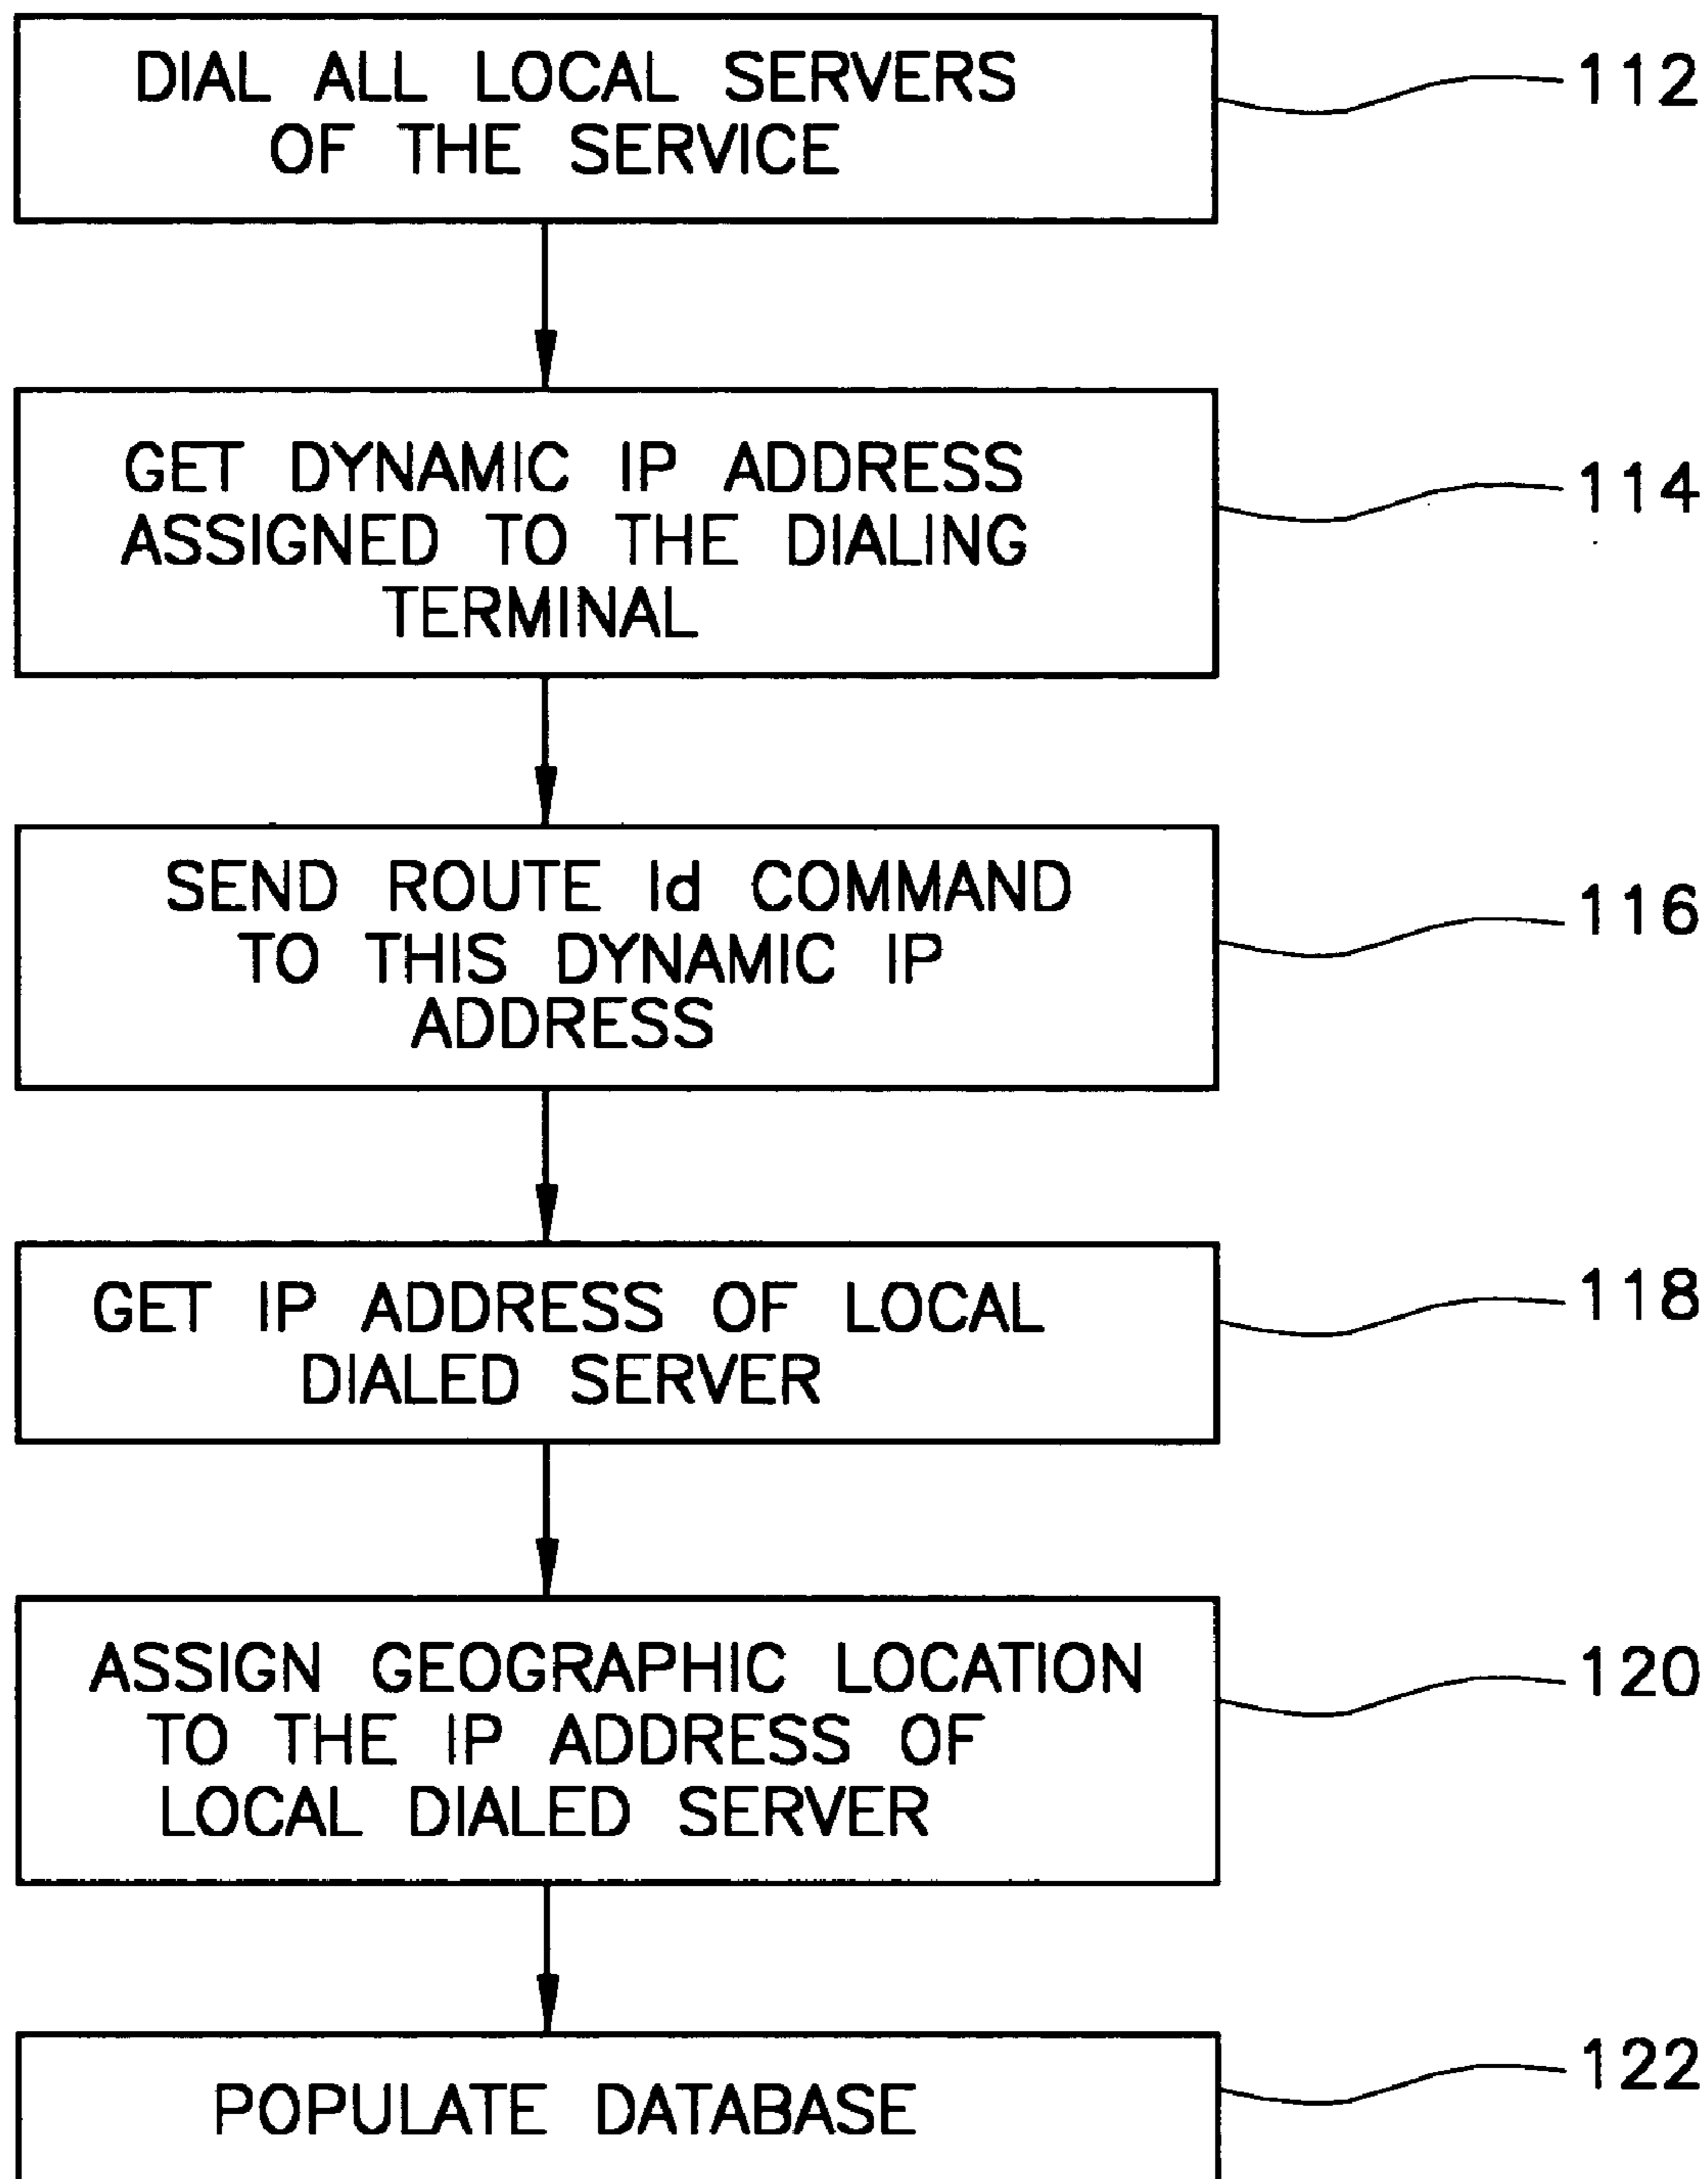 DIAL ALL LOCAL SERVERS
OF THE SERVICE
112
GET DYNAMIC IP ADDRESS
ASSIGNED TO THE DIALING
TERMINAL
114
SEND ROUTE Id COMMAND
TO THIS DYNAMIC IP
ADDRESS
116
GET IP ADDRESS OF LOCAL
DIALED SERVER
118
ASSIGN GEOGRAPHIC LOCATION
TO THE IP ADDRESS OF
LOCAL DIALED SERVER
120
POPULATE DATABASE
122